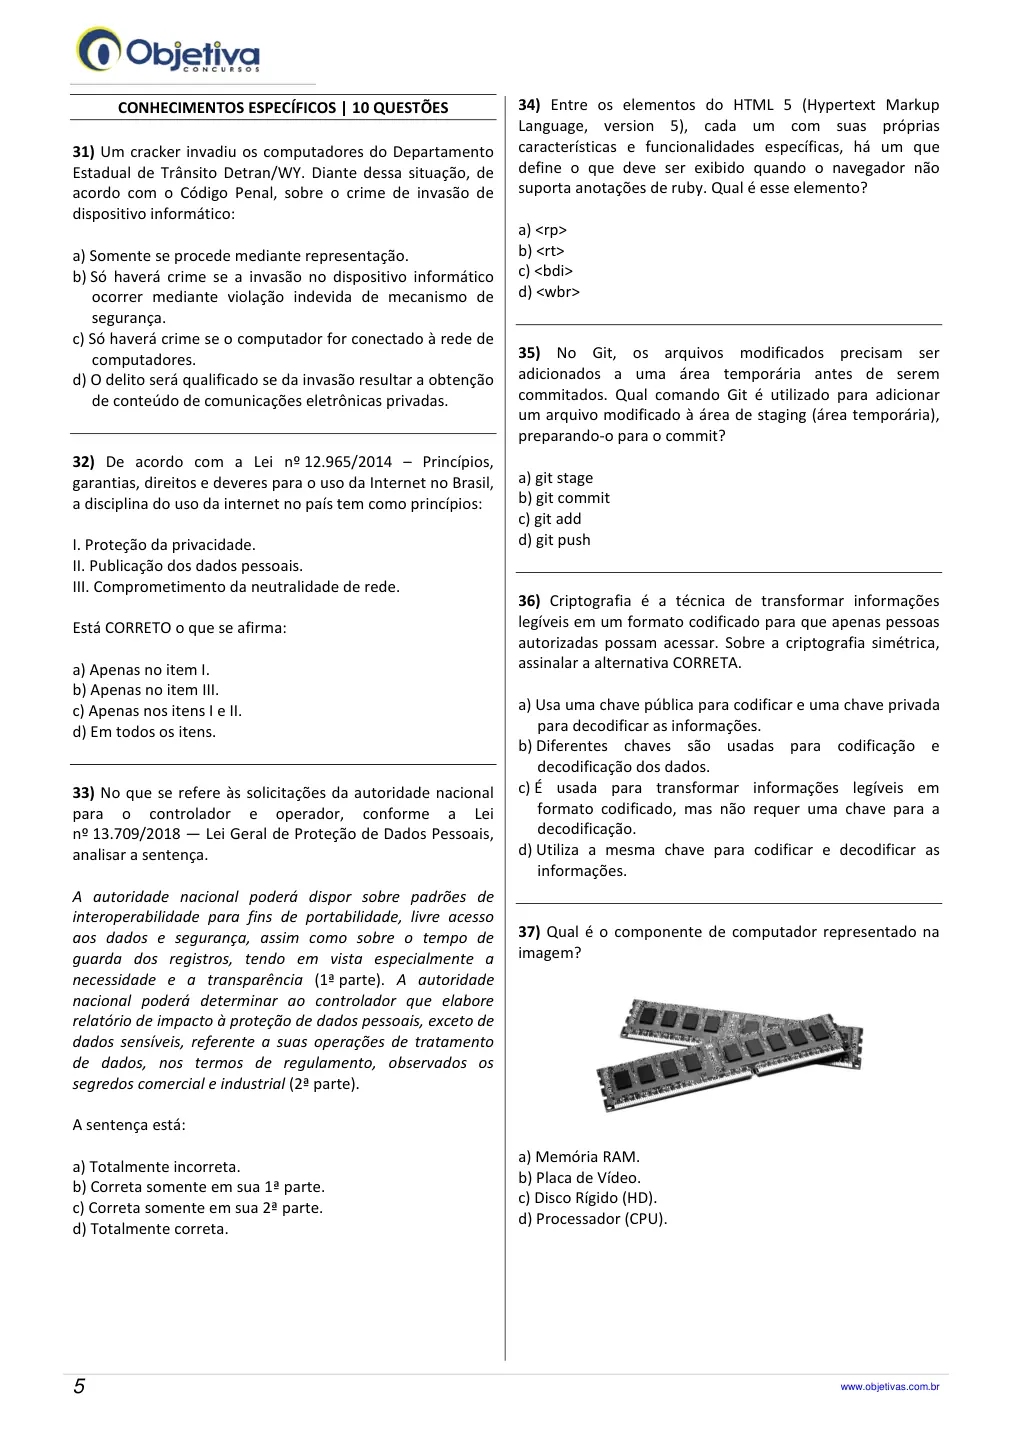 Objetiva
CONCURSOS
CONHECIMENTOS ESPECÍFICOS | 10 QUESTÕES
31) Um cracker invadiu os computadores do Departamento
Estadual de Trânsito Detran/WY. Diante dessa situação, de
acordo com o Código Penal, sobre o crime de invasão de
dispositivo informático:
a) Somente se procede mediante representação.
b) Só haverá crime se a invasão no dispositivo informático
ocorrer mediante violação indevida de mecanismo de
segurança.
c) Só haverá crime se o computador for conectado à rede de
computadores.
d) O delito será qualificado se da invasão resultar a obtenção
de conteúdo de comunicações eletrônicas privadas.
32) De acordo com a Lei nº 12.965/2014 – Princípios,
garantias, direitos e deveres para o uso da Internet no Brasil,
a disciplina do uso da internet no país tem como princípios:
I. Proteção da privacidade.
II. Publicação dos dados pessoais.
III. Comprometimento da neutralidade de rede.
Está CORRETO o que se afirma:
a) Apenas no item I.
b) Apenas no item III.
c) Apenas nos itens I e II.
d) Em todos os itens.
33) No que se refere às solicitações da autoridade nacional
para o controlador e operador, conforme a Lei
nº 13.709/2018 — Lei Geral de Proteção de Dados Pessoais,
analisar a sentença.
A autoridade nacional poderá dispor sobre padrões de
interoperabilidade para fins de portabilidade, livre acesso
aos dados e segurança, assim como sobre o tempo de
guarda dos registros, tendo em vista especialmente a
necessidade e a transparência (1ª parte). A autoridade
nacional poderá determinar ao controlador que elabore
relatório de impacto à proteção de dados pessoais, exceto de
dados sensíveis, referente a suas operações de tratamento
de dados, nos termos de regulamento, observados os
segredos comercial e industrial (2ª parte).
A sentença está:
a) Totalmente incorreta.
b) Correta somente em sua 1ª parte.
c) Correta somente em sua 2ª parte.
d) Totalmente correta.
34) Entre os elementos do HTML 5 (Hypertext Markup
Language, version 5), cada um com suas próprias
características e funcionalidades específicas, há um que
define o que deve ser exibido quando o navegador não
suporta anotações de ruby. Qual é esse elemento?
a) <rp>
b) <rt>
c) <bdi>
d) <wbr>
35) No Git, os arquivos modificados precisam ser
adicionados a uma área temporária antes de serem
commitados. Qual comando Git é utilizado para adicionar
um arquivo modificado à área de staging (área temporária),
preparando-o para o commit?
a) git stage
b) git commit
c) git add
d) git push
36) Criptografia é a técnica de transformar informações
legíveis em um formato codificado para que apenas pessoas
autorizadas possam acessar. Sobre a criptografia simétrica,
assinalar a alternativa CORRETA.
a) Usa uma chave pública para codificar e uma chave privada
para decodificar as informações.
b) Diferentes chaves são usadas para codificação e
decodificação dos dados.
c) É usada para transformar informações legíveis em
formato codificado, mas não requer uma chave para a
decodificação.
d) Utiliza a mesma chave para codificar e decodificar as
informações.
37) Qual é o componente de computador representado na
imagem?
a) Memória RAM.
b) Placa de Vídeo.
c) Disco Rígido (HD).
d) Processador (CPU).
5
www.objetivas.com.br